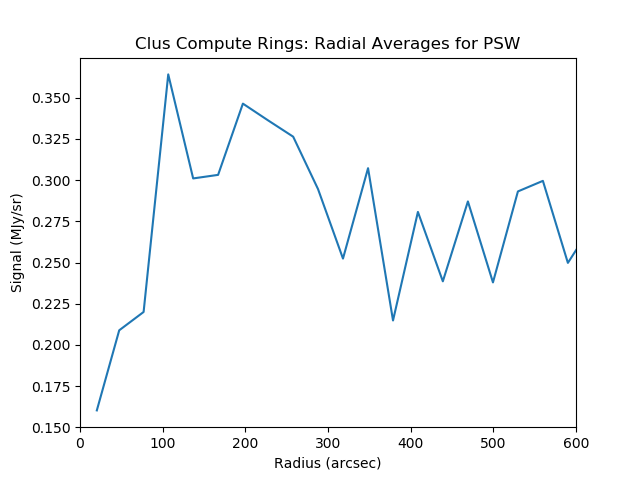 Clus Compute Rings: Radial Averages for PSW
Signal (MJy/sr)
0.350
0.325
0.300
0.275
0.250
0.225
0.200
0.175
0.150
0 100 200 300 400 500 600
Radius (arcsec)